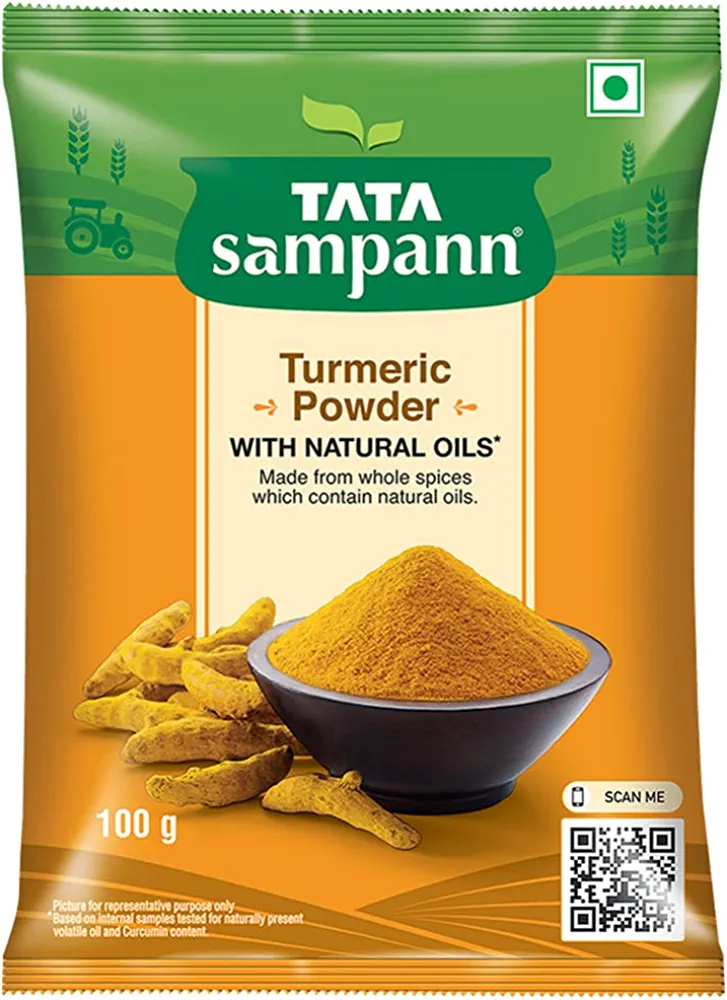 TATA
sampann®
Turmeric
Powder
WITH NATURAL OILS*
Made from whole spices
which contain natural oils.
100 g
SCAN ME
Picture for representative purpose only
*Based on internal samples tested for naturally present
volatile oil and Curcumin content.